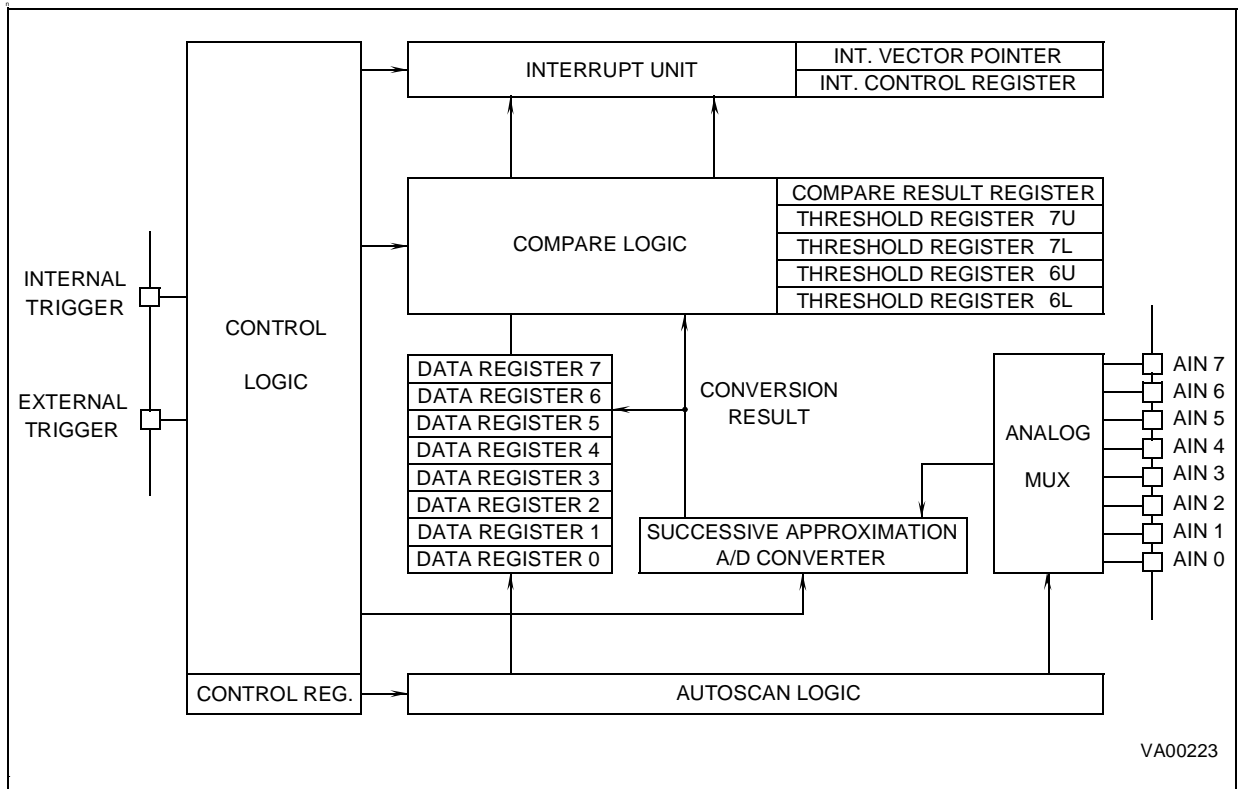 INTERRUPT UNIT
INT. VECTOR POINTER
INT. CONTROL REGISTER
COMPARE LOGIC
COMPARE RESULT REGISTER
THRESHOLD REGISTER 7U
THRESHOLD REGISTER 7L
THRESHOLD REGISTER 6U
THRESHOLD REGISTER 6L
INTERNAL
TRIGGER
EXTERNAL
TRIGGER
CONTROL
LOGIC
DATA REGISTER 7
DATA REGISTER 6
DATA REGISTER 5
DATA REGISTER 4
DATA REGISTER 3
DATA REGISTER 2
DATA REGISTER 1
DATA REGISTER 0
CONVERSION
RESULT
SUCCESSIVE APPROXIMATION
A/D CONVERTER
ANALOG
MUX
AIN 7
AIN 6
AIN 5
AIN 4
AIN 3
AIN 2
AIN 1
AIN 0
CONTROL REG.
AUTOSCAN LOGIC
VA00223